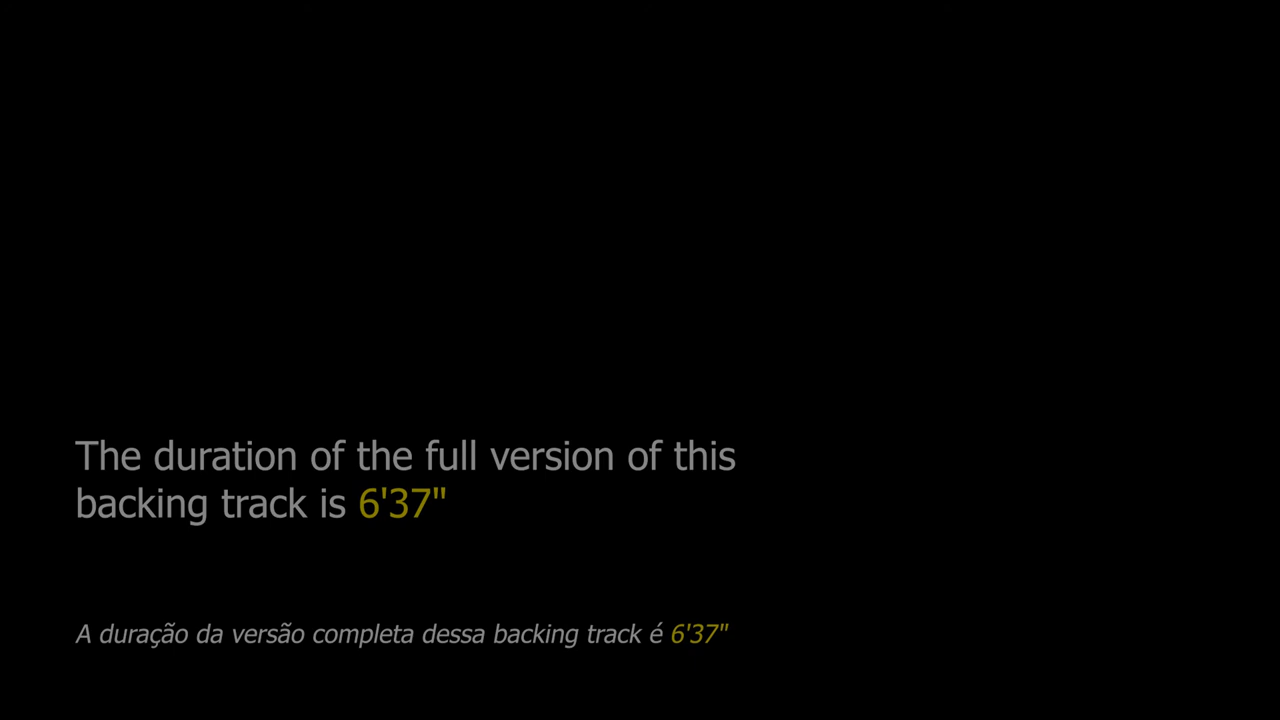 The duration of the full version of this
backing track is 6'37"
A duração da versão completa dessa backing track é 6'37"